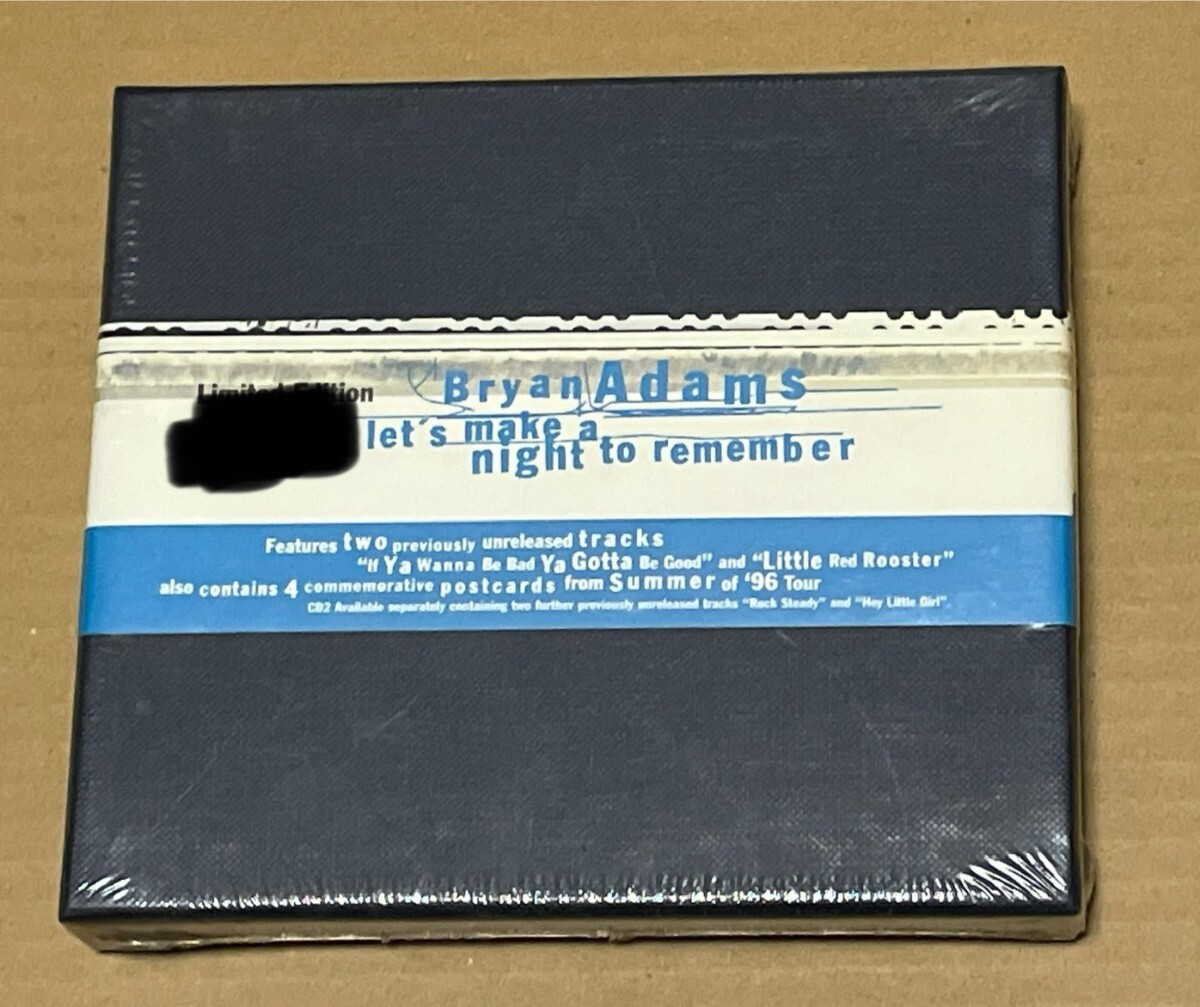 Limited Edition
Bryan Adams
let's make a
night to remember
Features two previously unreleased tracks
"If Ya Wanna Be Bad Ya Gotta Be Good" and "Little Red Rooster"
also contains 4 commemorative postcards from Summer of '96 Tour
CD2 Available separately containing two further previously unreleased tracks "Rock Steady" and "Hey Little Girl".